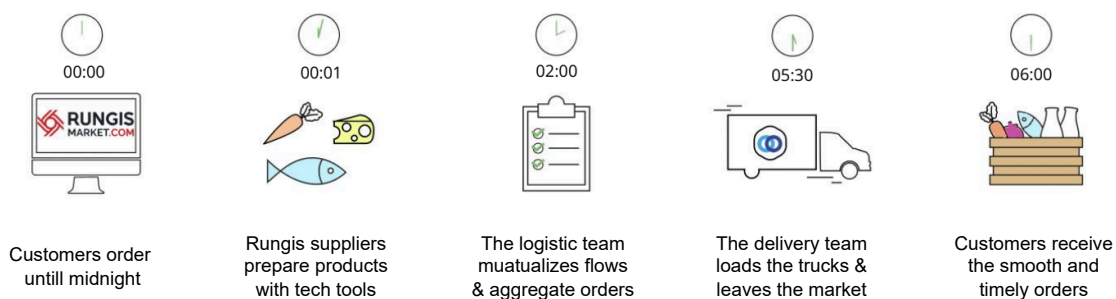 00:00
00:01
02:00
05:30
06:00
RUNGIS
MARKET.COM
Customers order
untill midnight
Rungis suppliers
prepare products
with tech tools
The logistic team
muatualizes flows
& aggregate orders
The delivery team
loads the trucks &
leaves the market
Customers receive
the smooth and
timely orders